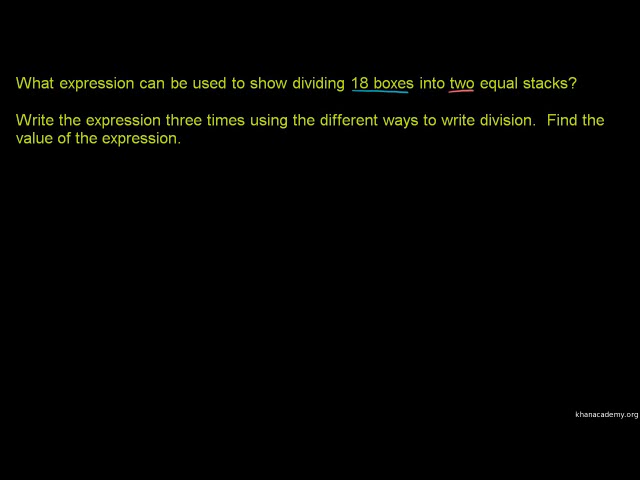 What expression can be used to show dividing 18 boxes into two equal stacks?
Write the expression three times using the different ways to write division.  Find the
value of the expression.
khanacademy.org